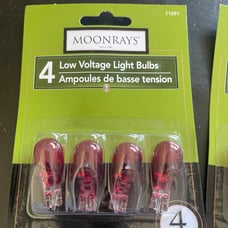 11691
MOONRAYS
4 Low Voltage Light Bulbs
Ampoules de basse tension
4